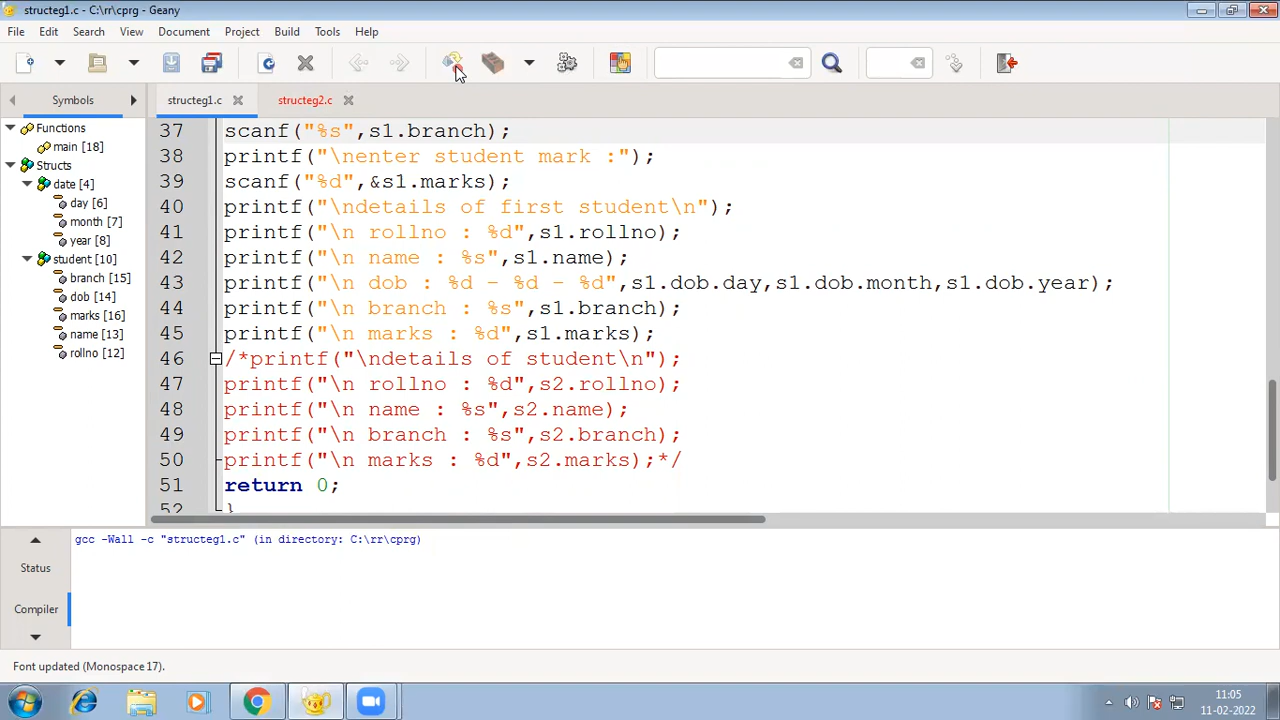 structeg1.c - C:\rr\cprg - Geany
File Edit Search View Document Project Build Tools Help
Symbols structeg1.c structeg2.c
Functions
main [18]
Structs
date [4]
day [6]
month [7]
year [8]
student [10]
branch [15]
dob [14]
marks [16]
name [13]
rollno [12]
37 scanf("%s",s1.branch);
38 printf("\nenter student mark :");
39 scanf("%d",&s1.marks);
40 printf("\ndetails of first student\n");
41 printf("\n rollno : %d",s1.rollno);
42 printf("\n name : %s",s1.name);
43 printf("\n dob : %d - %d - %d",s1.dob.day,s1.dob.month,s1.dob.year);
44 printf("\n branch : %s",s1.branch);
45 printf("\n marks : %d",s1.marks);
46 /*printf("\ndetails of student\n");
47 printf("\n rollno : %d",s2.rollno);
48 printf("\n name : %s",s2.name);
49 printf("\n branch : %s",s2.branch);
50 printf("\n marks : %d",s2.marks);*/
51 return 0;
52 }
Status
Compiler
gcc -Wall -c "structeg1.c" (in directory: C:\rr\cprg)
Font updated (Monospace 17).
11:05
11-02-2022